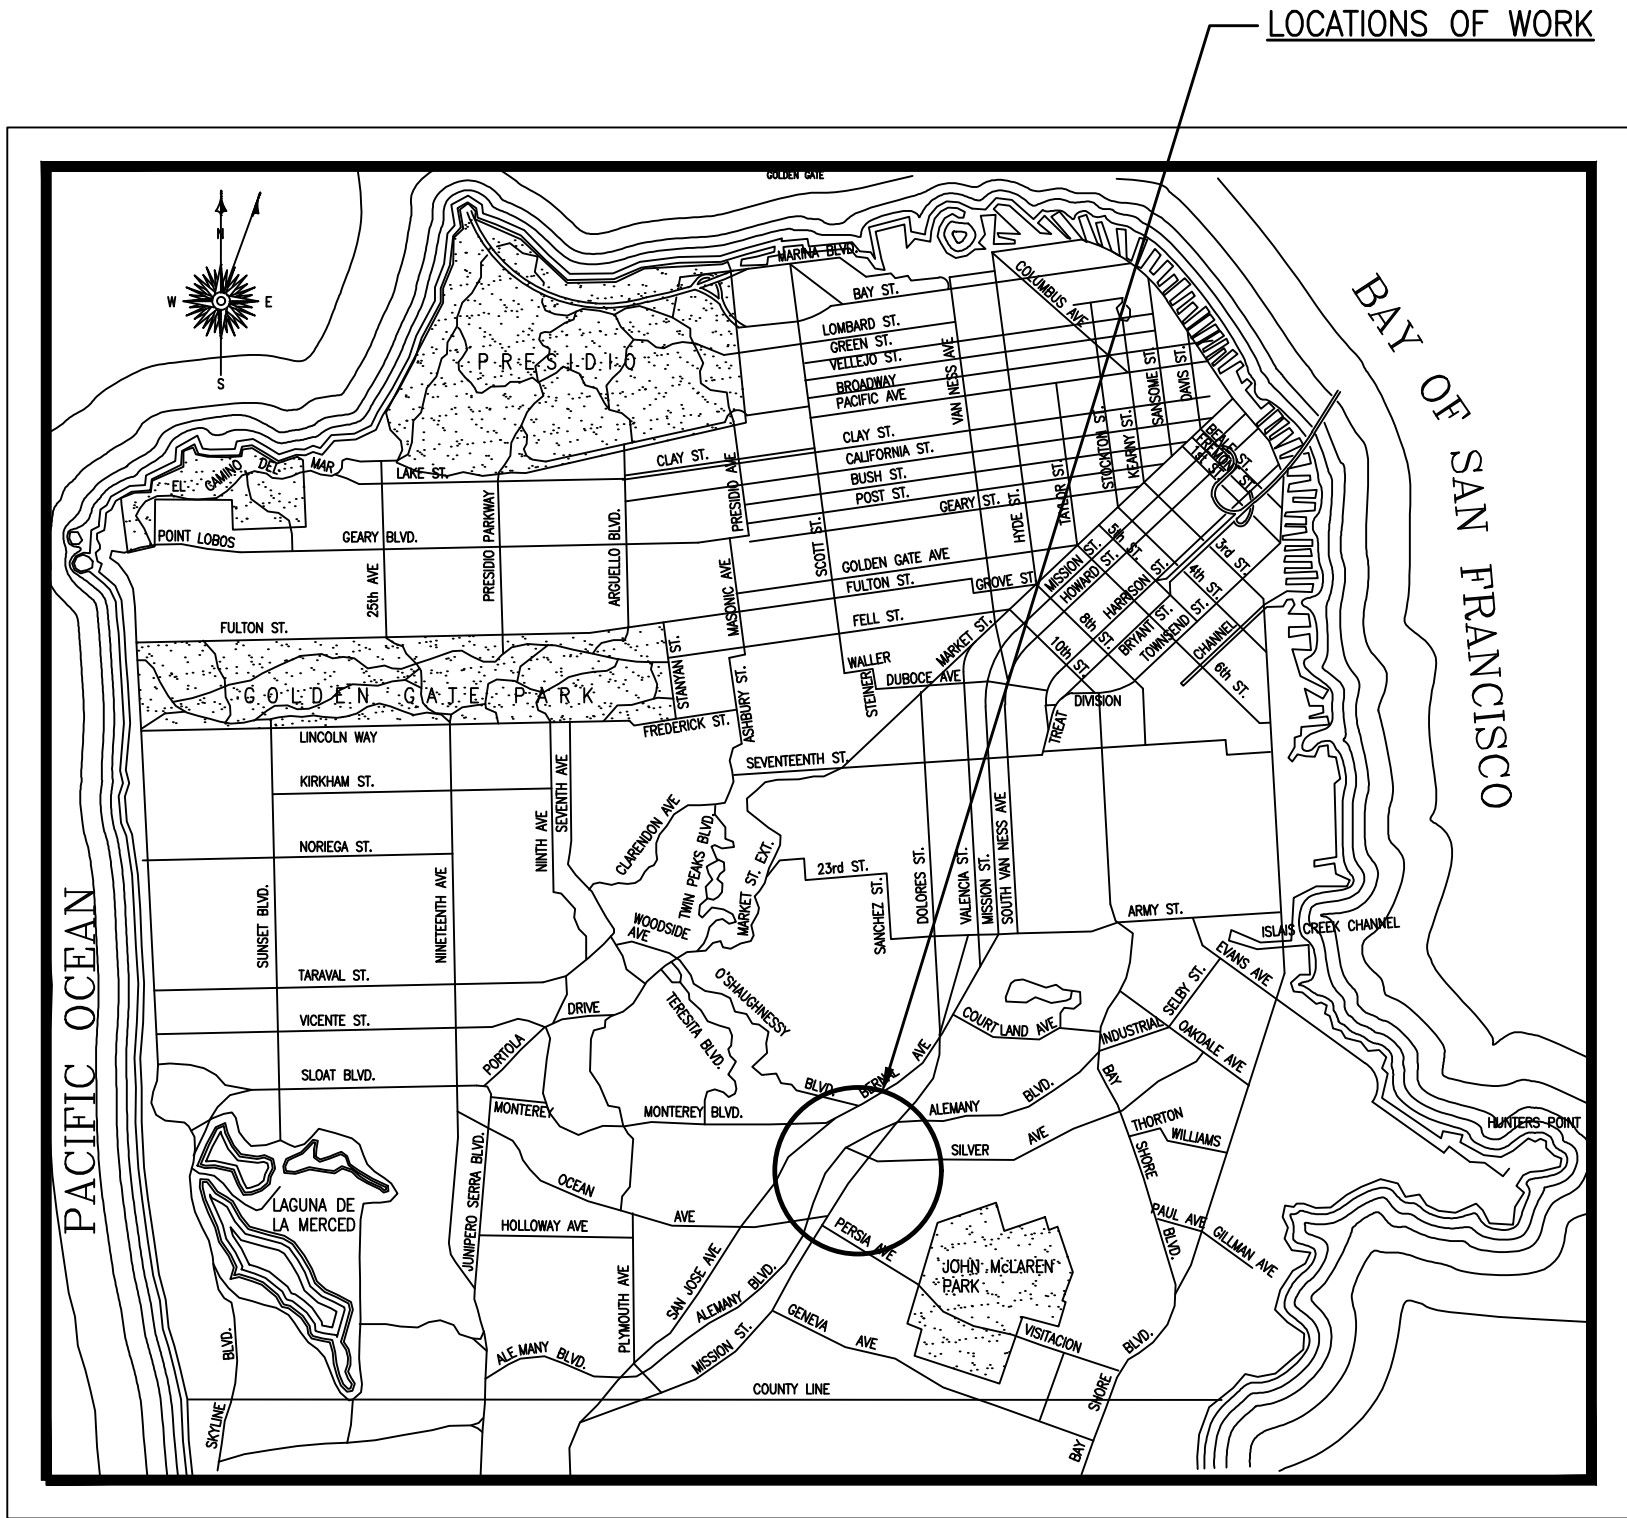 LOCATIONS OF WORK
GOLDEN GATE
N
W
E
S
MARINA BLVD.
BAY ST.
COLUMBUS AVE
LOMBARD ST.
GREEN ST.
VELLEJO ST.
BROADWAY
PACIFIC AVE
VAN NESS AVE
SANSOME ST.
DAVIS ST.
BAY OF SAN FRANCISCO
PRESIDIO
CLAY ST.
CALIFORNIA ST.
BUSH ST.
POST ST.
GEARY ST.
CLAY ST.
LAKE ST.
EL CAMINO DEL MAR
POINT LOBOS
GEARY BLVD.
25th AVE
PRESIDIO PARKWAY
ARGUELLO BLVD.
PRESIDIO AVE
MASONIC AVE
SCOTT ST.
HYDE ST.
TAYLOR ST.
STOCKTON ST.
KEARNY ST.
BEALE ST.
FREMONT ST.
1st ST.
3rd ST.
4th ST.
5th ST.
6th ST.
8th ST.
10th ST.
MISSION ST.
HOWARD ST.
HARRISON ST.
BRYANT ST.
TOWNSEND ST.
CHANNEL
GOLDEN GATE AVE
FULTON ST.
GROVE ST.
FELL ST.
MARKET ST.
WALLER
STEINER
DUBOCE AVE
DIVISION
TREAT
FULTON ST.
GOLDEN GATE PARK
STANYAN ST.
ASHBURY ST.
FREDERICK ST.
LINCOLN WAY
SEVENTEENTH ST.
KIRKHAM ST.
NORIEGA ST.
NINTH AVE
SEVENTH AVE
CLARENDON AVE
TWIN PEAKS BLVD.
MARKET ST. EXT.
23rd ST.
SANCHEZ ST.
DOLORES ST.
VALENCIA ST.
MISSION ST.
SOUTH VAN NESS AVE
ARMY ST.
ISLAIS CREEK CHANNEL
EVANS AVE
SELBY ST.
OAKDALE AVE
INDUSTRIAL
COURTLAND AVE
WOODSIDE
AVE
O'SHAUGHNESSY
BLVD.
TERESITA BLVD.
PORTOLA
DRIVE
SUNSET BLVD.
NINETEENTH AVE
TARAVAL ST.
VICENTE ST.
SLOAT BLVD.
PACIFIC OCEAN
MONTEREY
MONTEREY BLVD.
BERNAL
AVE
ALEMANY
BLVD.
SILVER
AVE
BAY
SHORE
BLVD.
THORTON
WILLIAMS
HUNTERS POINT
PAUL AVE
GILLMAN AVE
LAGUNA DE
LA MERCED
JUNIPERO SERRA BLVD.
OCEAN
AVE
HOLLOWAY AVE
PLYMOUTH AVE
SAN JOSE AVE
ALEMANY BLVD.
MISSION ST.
PERSIA AVE
JOHN McLAREN
PARK
GENEVA
AVE
VISITACION
ALEMANY BLVD.
COUNTY LINE
SKYLINE
BLVD.
BAY
SHORE
BLVD.